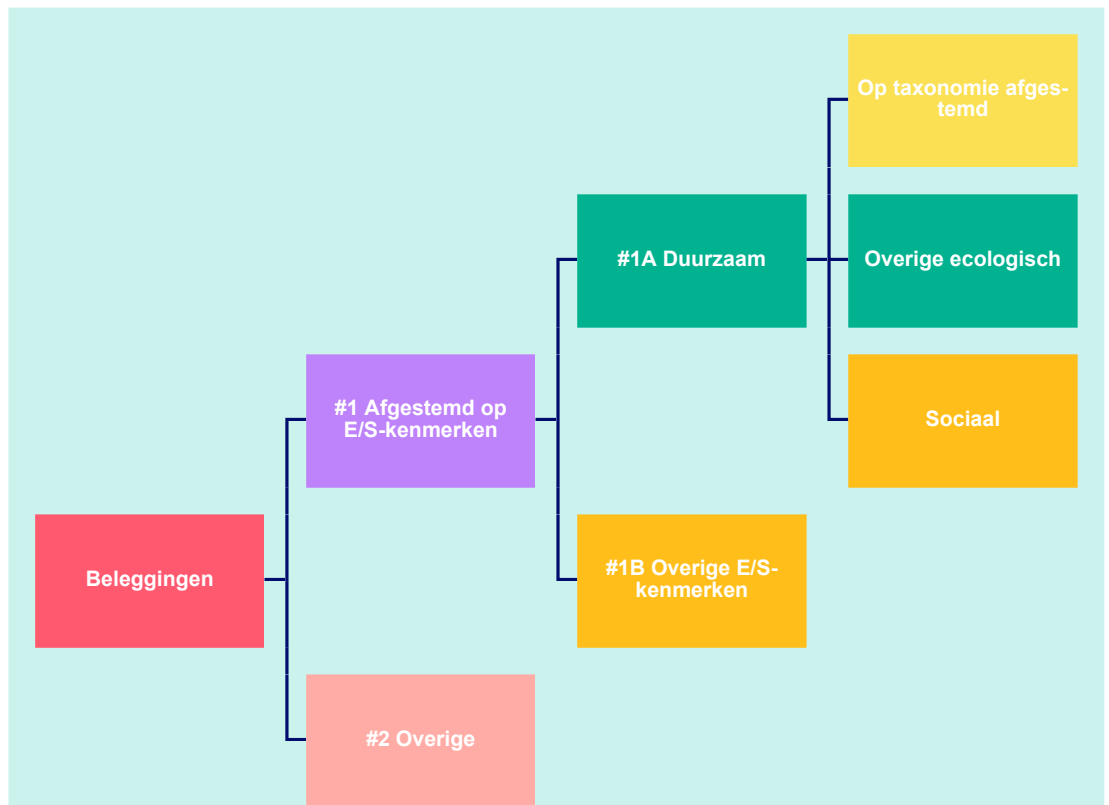 Op taxonomie afges-
temd
#1A Duurzaam
Overige ecologisch
#1 Afgestemd op
E/S-kenmerken
Sociaal
Beleggingen
#1B Overige E/S-
kenmerken
#2 Overige